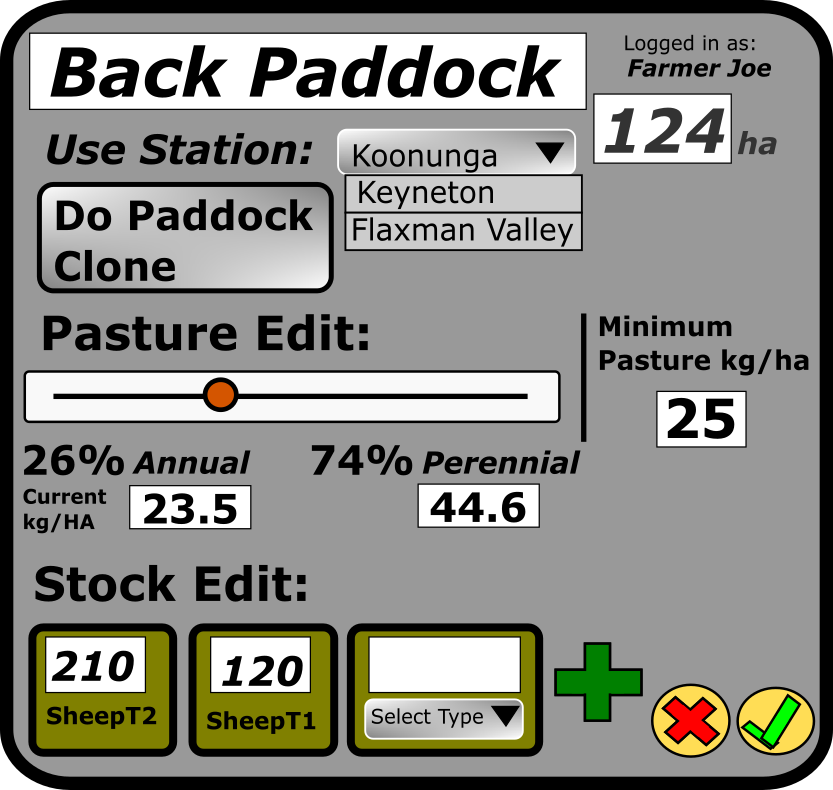 Back Paddock
Logged in as:
Farmer Joe
124 ha
Use Station:
Koonunga
Keyneton
Flaxman Valley
Do Paddock
Clone
Pasture Edit:
Minimum
Pasture kg/ha
25
26% Annual
74% Perennial
Current
kg/HA
23.5
44.6
Stock Edit:
210
SheepT2
120
SheepT1
Select Type